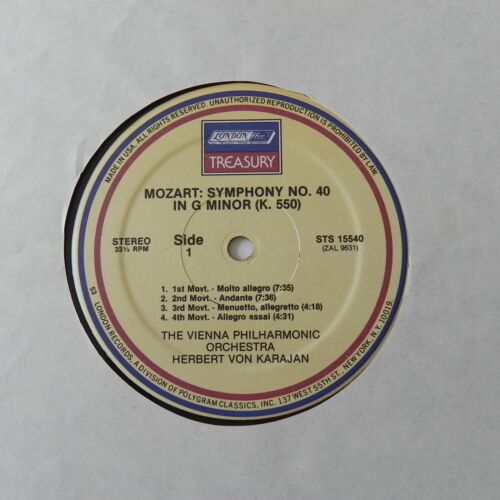 MADE IN U.S.A. ALL RIGHTS RESERVED. UNAUTHORIZED REPRODUCTION IS PROHIBITED BY LAW
LONDON ffrr
TREASURY
MOZART: SYMPHONY NO. 40
IN G MINOR (K. 550)
STEREO
33⅓ RPM
Side
1
STS 15540
(ZAL 9631)
1. 1st Movt. - Molto allegro (7:35)
2. 2nd Movt. - Andante (7:36)
3. 3rd Movt. - Menuetto, allegretto (4:18)
4. 4th Movt. - Allegro assai (4:31)
THE VIENNA PHILHARMONIC
ORCHESTRA
HERBERT VON KARAJAN
53 LONDON RECORDS, A DIVISION OF POLYGRAM CLASSICS, INC. 137 WEST 55TH ST., NEW YORK, N.Y. 10019